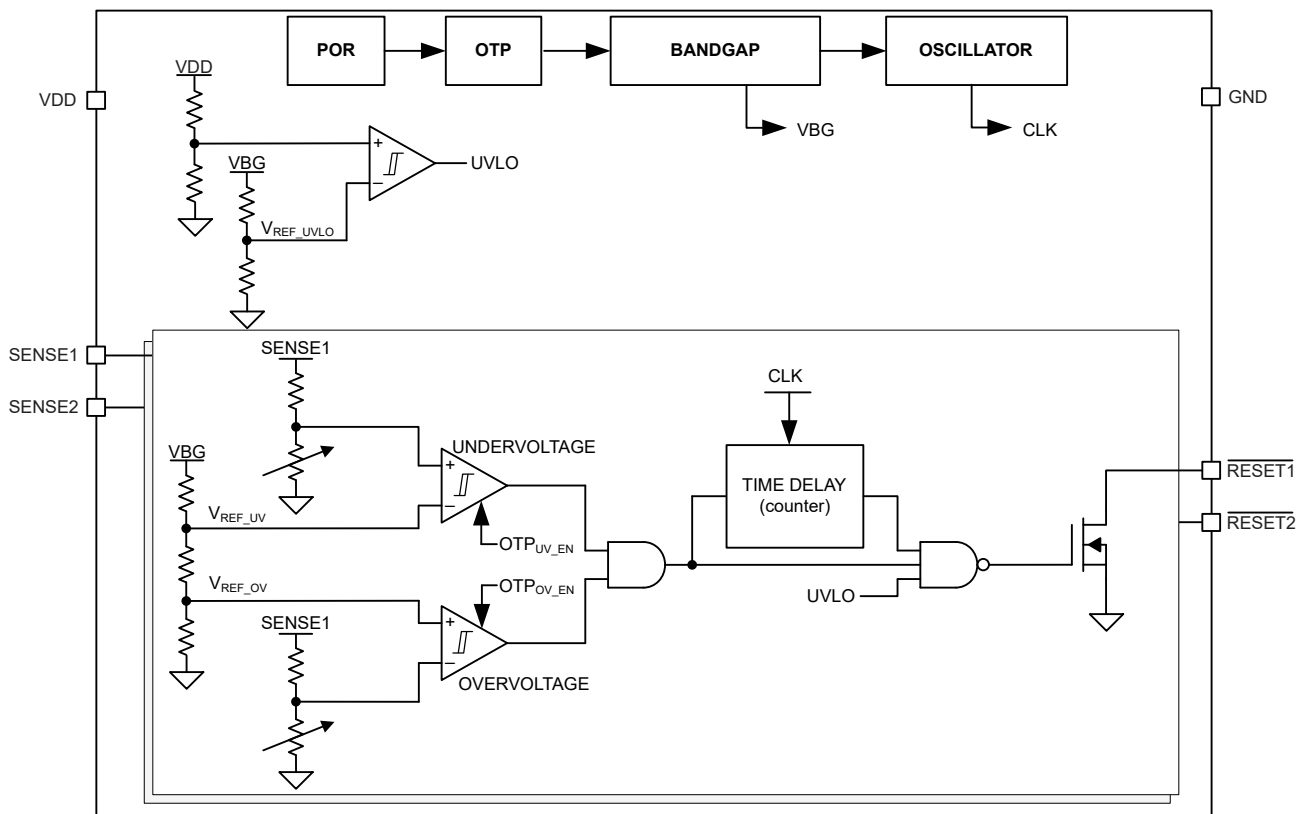 POR
OTP
BANDGAP
OSCILLATOR
VDD
VDD
GND
VBG
CLK
+
−
UVLO
VBG
VREF_UVLO
SENSE1
SENSE2
SENSE1
CLK
VBG
UNDERVOLTAGE
+
−
TIME DELAY
(counter)
RESET1
RESET2
VREF_UV
OTPUV_EN
OTPOV_EN
VREF_OV
UVLO
SENSE1
+
−
OVERVOLTAGE